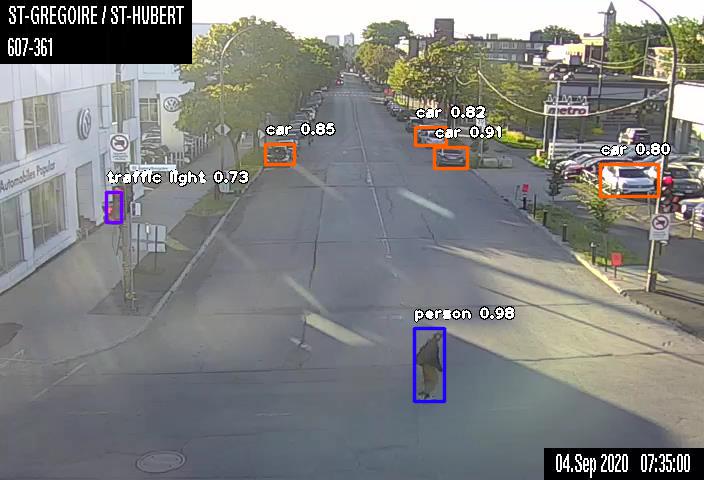 ST-GREGOIRE / ST-HUBERT
607-361
car 0.82
car 0.85
car 0.91
car 0.80
traffic light 0.73
metro
Automobiles Popular
person 0.98
04.Sep 2020 07:35:00